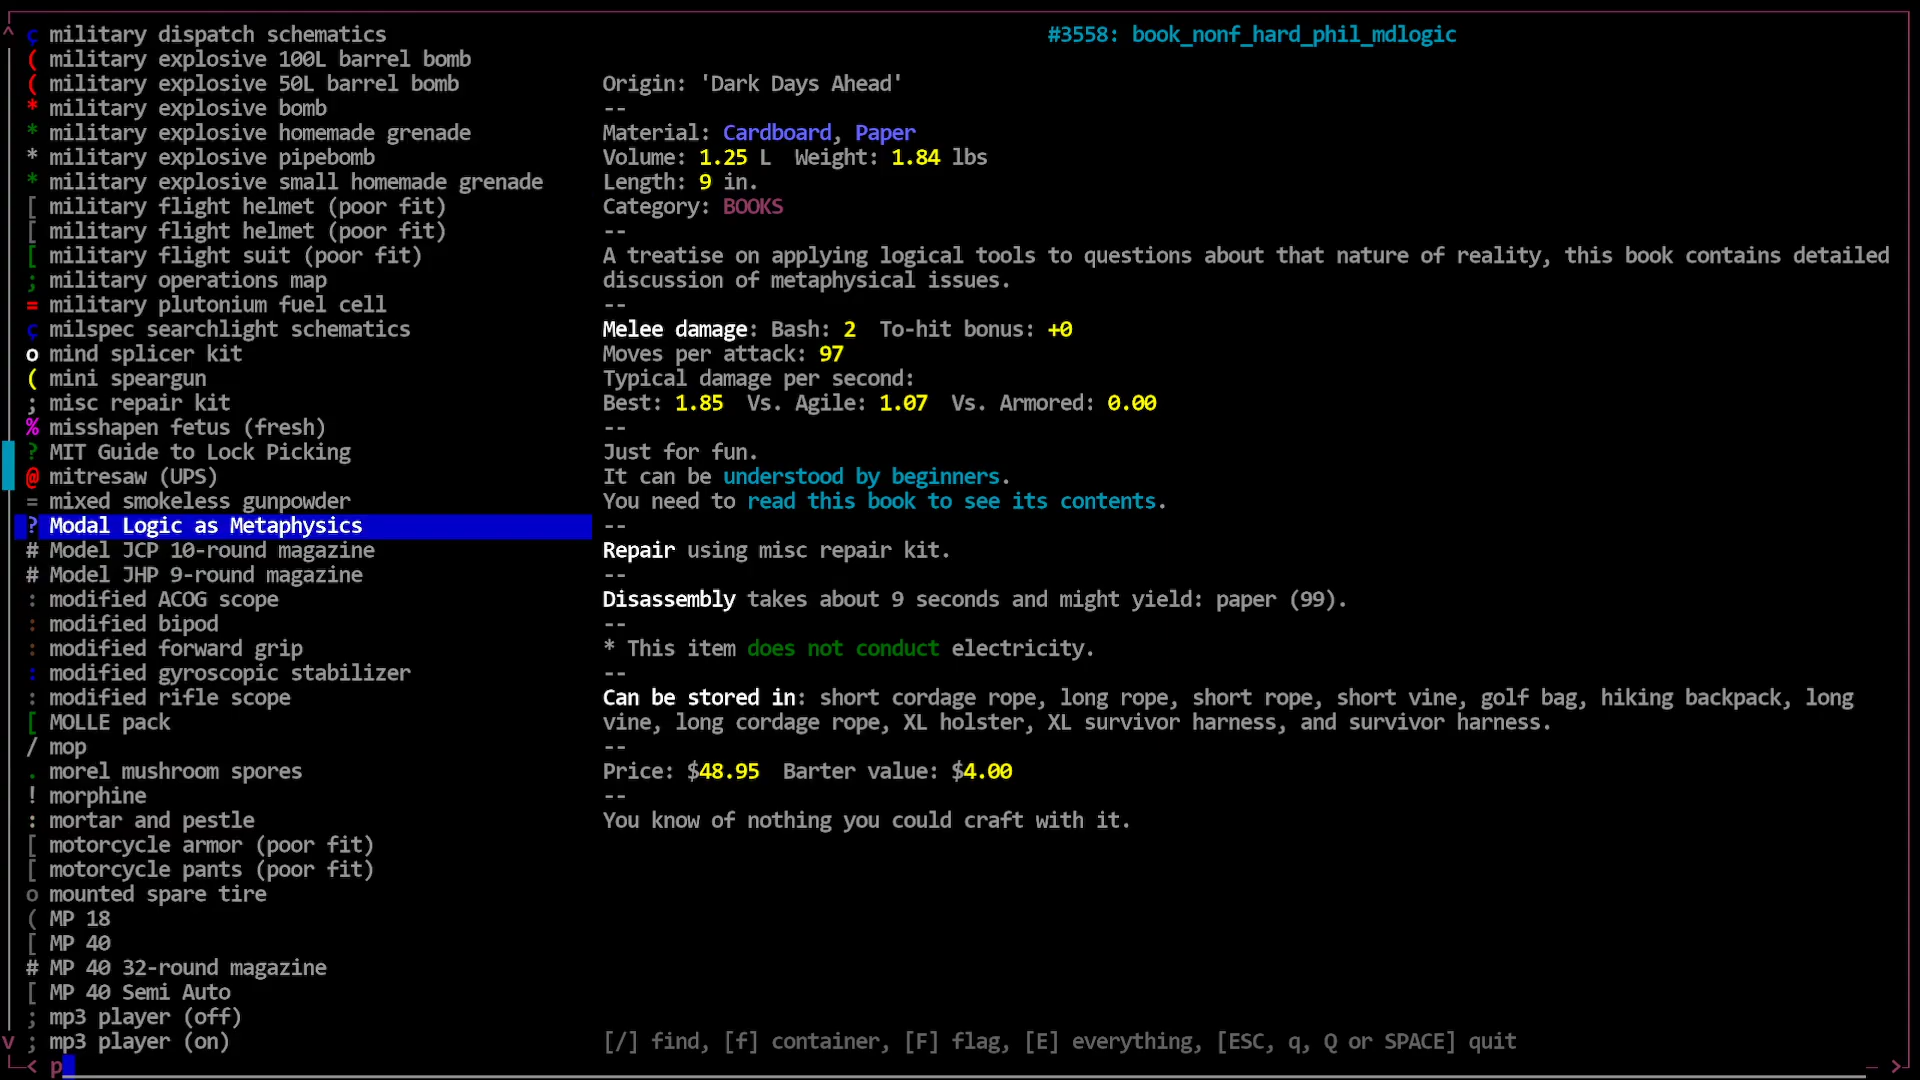 ç military dispatch schematics
( military explosive 100L barrel bomb
( military explosive 50L barrel bomb
* military explosive bomb
* military explosive homemade grenade
* military explosive pipebomb
* military explosive small homemade grenade
[ military flight helmet (poor fit)
[ military flight helmet (poor fit)
[ military flight suit (poor fit)
; military operations map
= military plutonium fuel cell
ç milspec searchlight schematics
o mind splicer kit
( mini speargun
; misc repair kit
% misshapen fetus (fresh)
? MIT Guide to Lock Picking
@ mitresaw (UPS)
= mixed smokeless gunpowder
? Modal Logic as Metaphysics
# Model JCP 10-round magazine
# Model JHP 9-round magazine
: modified ACOG scope
: modified bipod
: modified forward grip
: modified gyroscopic stabilizer
: modified rifle scope
[ MOLLE pack
/ mop
. morel mushroom spores
! morphine
: mortar and pestle
[ motorcycle armor (poor fit)
[ motorcycle pants (poor fit)
o mounted spare tire
( MP 18
[ MP 40
# MP 40 32-round magazine
[ MP 40 Semi Auto
; mp3 player (off)
; mp3 player (on)
< p
#3558: book_nonf_hard_phil_mdlogic
Origin: 'Dark Days Ahead'
--
Material: Cardboard, Paper
Volume: 1.25 L  Weight: 1.84 lbs
Length: 9 in.
Category: BOOKS
--
A treatise on applying logical tools to questions about that nature of reality, this book contains detailed
discussion of metaphysical issues.
--
Melee damage: Bash: 2  To-hit bonus: +0
Moves per attack: 97
Typical damage per second:
Best: 1.85  Vs. Agile: 1.07  Vs. Armored: 0.00
--
Just for fun.
It can be understood by beginners.
You need to read this book to see its contents.
--
Repair using misc repair kit.
--
Disassembly takes about 9 seconds and might yield: paper (99).
--
* This item does not conduct electricity.
--
Can be stored in: short cordage rope, long rope, short rope, short vine, golf bag, hiking backpack, long
vine, long cordage rope, XL holster, XL survivor harness, and survivor harness.
--
Price: $48.95  Barter value: $4.00
--
You know of nothing you could craft with it.
[/] find, [f] container, [F] flag, [E] everything, [ESC, q, Q or SPACE] quit